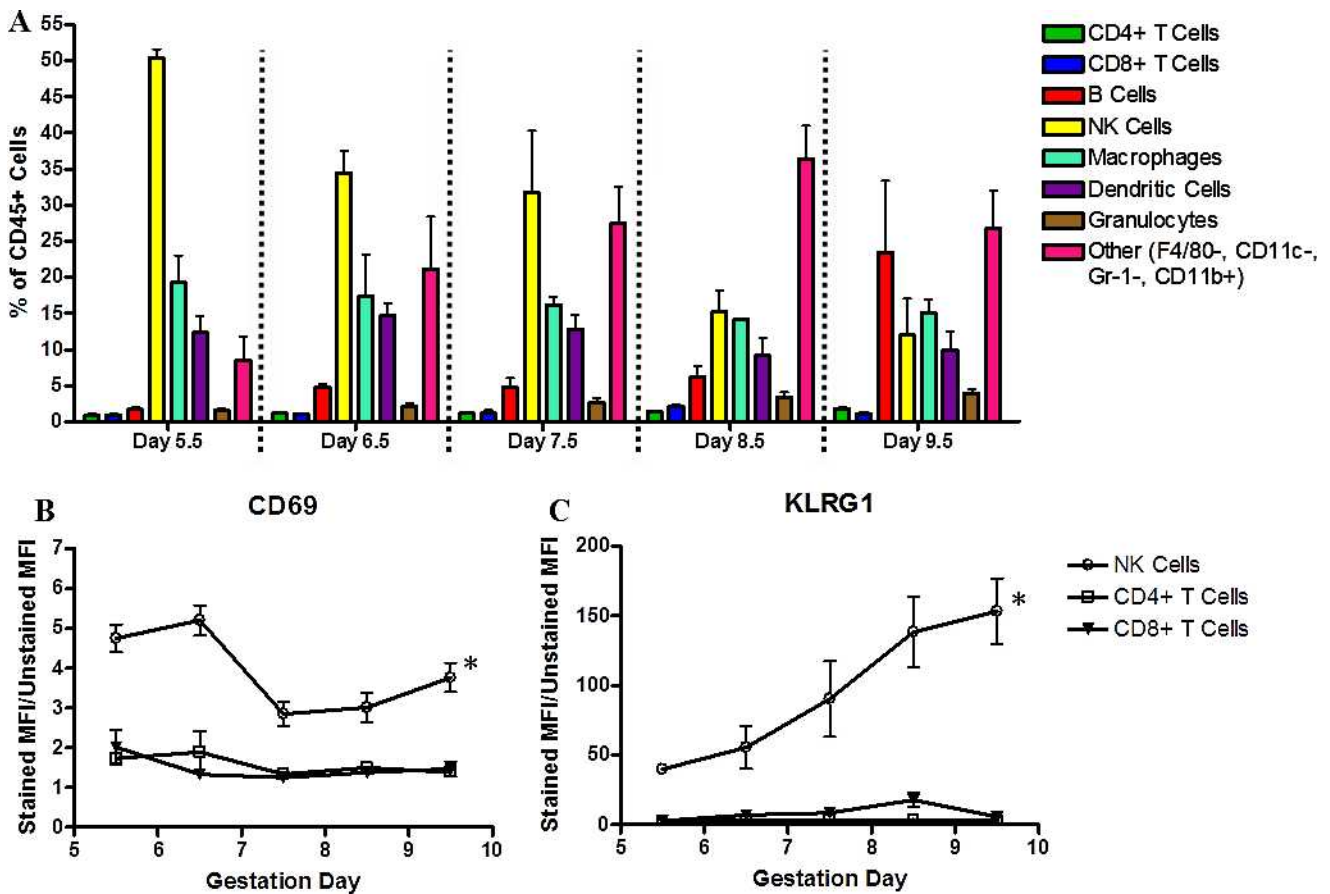 A
% of CD45+ Cells
55
50
45
40
35
30
25
20
15
10
5
0
Day 5.5
Day 6.5
Day 7.5
Day 8.5
Day 9.5
CD4+ T Cells
CD8+ T Cells
B Cells
NK Cells
Macrophages
Dendritic Cells
Granulocytes
Other (F4/80-, CD11c-,
Gr-1-, CD11b+)
B
CD69
Stained MFI/Unstained MFI
7
6
5
4
3
2
1
0
*
5 6 7 8 9 10
Gestation Day
C
KLRG1
Stained MFI/Unstained MFI
200
150
100
50
0
*
5 6 7 8 9 10
Gestation Day
NK Cells
CD4+ T Cells
CD8+ T Cells